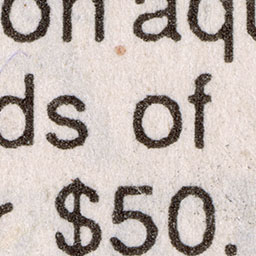 on aqu
ds of
$50.